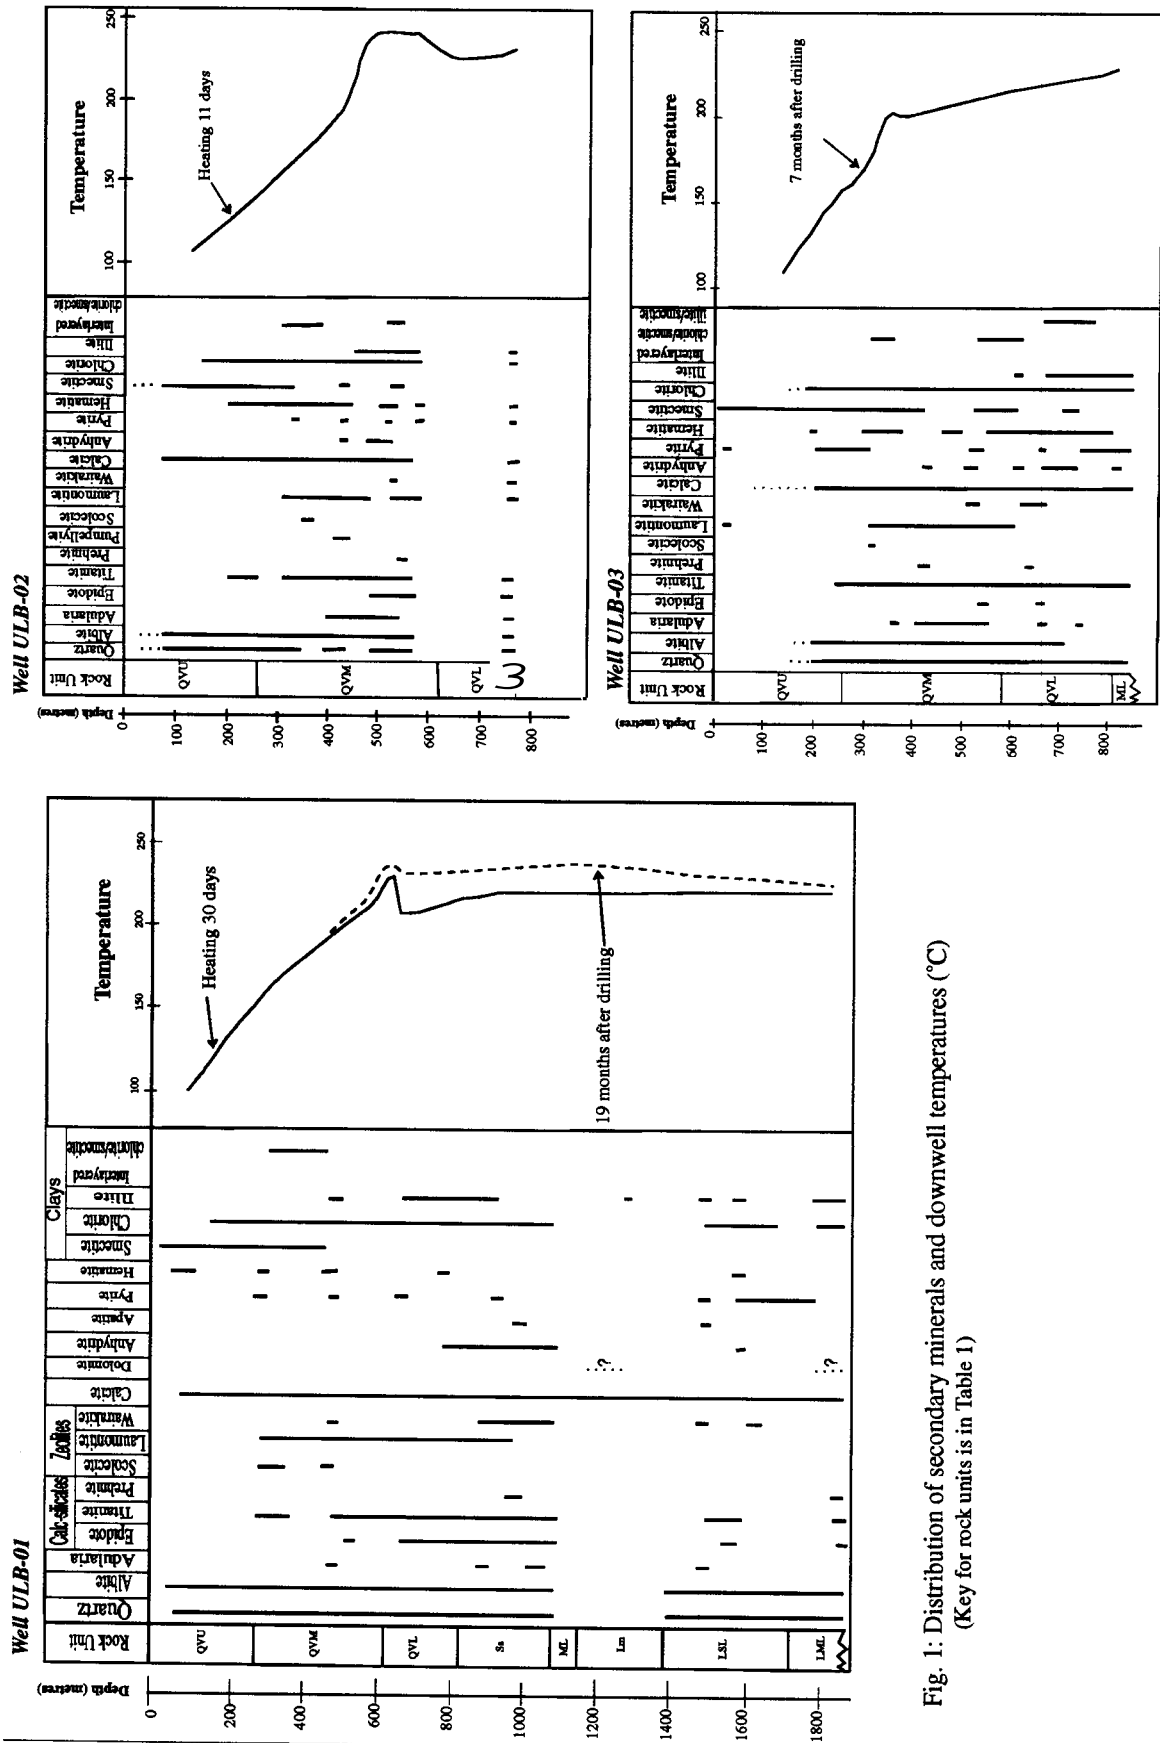 Well ULB-01
Depth (metres)
0
200
400
600
800
1000
1200
1400
1600
1800
Rock Unit
QVU
QVM
QVL
Sa
ML
Lm
LSL
LML
Quartz
Albite
Adularia
Calc-silicates
Epidote
Titanite
Prehnite
Zeolites
Scolecite
Laumontite
Wairakite
Calcite
Dolomite
Anhydrite
Apatite
Pyrite
Hematite
Clays
Smectite
Chlorite
Illite
Interlayered
chlorite/smectite
..?..
..?
Temperature
100
150
200
250
Heating 30 days
19 months after drilling
Well ULB-02
Depth (metres)
0
100
200
300
400
500
600
700
800
Rock Unit
QVU
QVM
QVL
3
Quartz
Albite
Adularia
Epidote
Titanite
Prehnite
Pumpellyite
Scolecite
Laumontite
Wairakite
Calcite
Anhydrite
Pyrite
Hematite
Smectite
Chlorite
Illite
Interlayered
chlorite/smectite
Temperature
100
150
200
250
Heating 11 days
Well ULB-03
Depth (metres)
0
100
200
300
400
500
600
700
800
Rock Unit
QVU
QVM
QVL
ML
Quartz
Albite
Adularia
Epidote
Titanite
Prehnite
Scolecite
Laumontite
Wairakite
Calcite
Anhydrite
Pyrite
Hematite
Smectite
Chlorite
Illite
Interlayered
chlorite/smectite
illite/smectite
Temperature
100
150
200
250
7 months after drilling
Fig. 1: Distribution of secondary minerals and downwell temperatures (°C)
(Key for rock units is in Table 1)